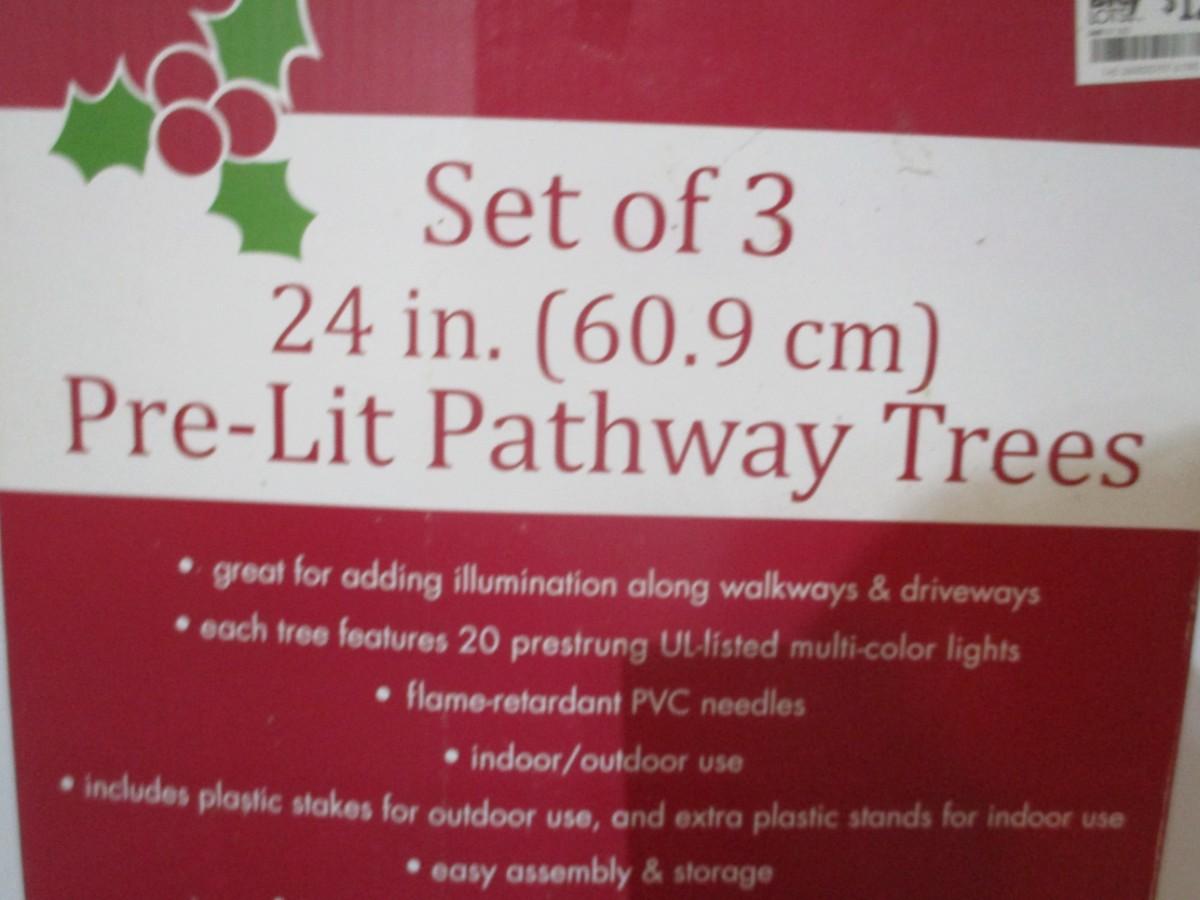 Set of 3
24 in. (60.9 cm)
Pre-Lit Pathway Trees
• great for adding illumination along walkways & driveways
• each tree features 20 prestrung UL-listed multi-color lights
• flame-retardant PVC needles
• indoor/outdoor use
• includes plastic stakes for outdoor use, and extra plastic stands for indoor use
• easy assembly & storage